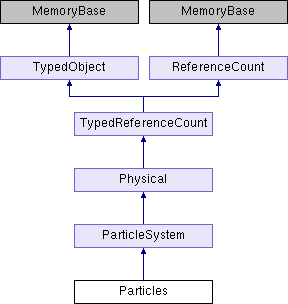 MemoryBase MemoryBase
TypedObject ReferenceCount
TypedReferenceCount
Physical
ParticleSystem
Particles